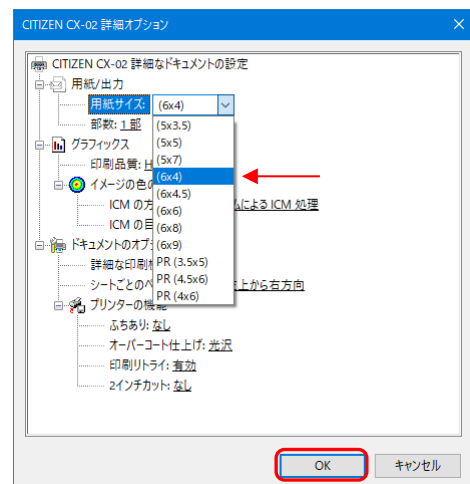 CITIZEN CX-02 詳細オプション
CITIZEN CX-02 詳細なドキュメントの設定
用紙/出力
用紙サイズ: (6x4)
部数: 1 部
(5x3.5)
(5x5)
(5x7)
(6x4)
(6x4.5)
(6x6)
(6x8)
(6x9)
PR (3.5x5)
PR (4.5x6)
PR (4x6)
グラフィックス
印刷品質: H
イメージの色の
ICM の方 による ICM 処理
ICM の目
ドキュメントのオプ
詳細な印刷
シートごとのペ 上から右方向
プリンターの機能
ふちあり: なし
オーバーコート仕上げ: 光沢
印刷リトライ: 有効
2インチカット: なし
OK キャンセル